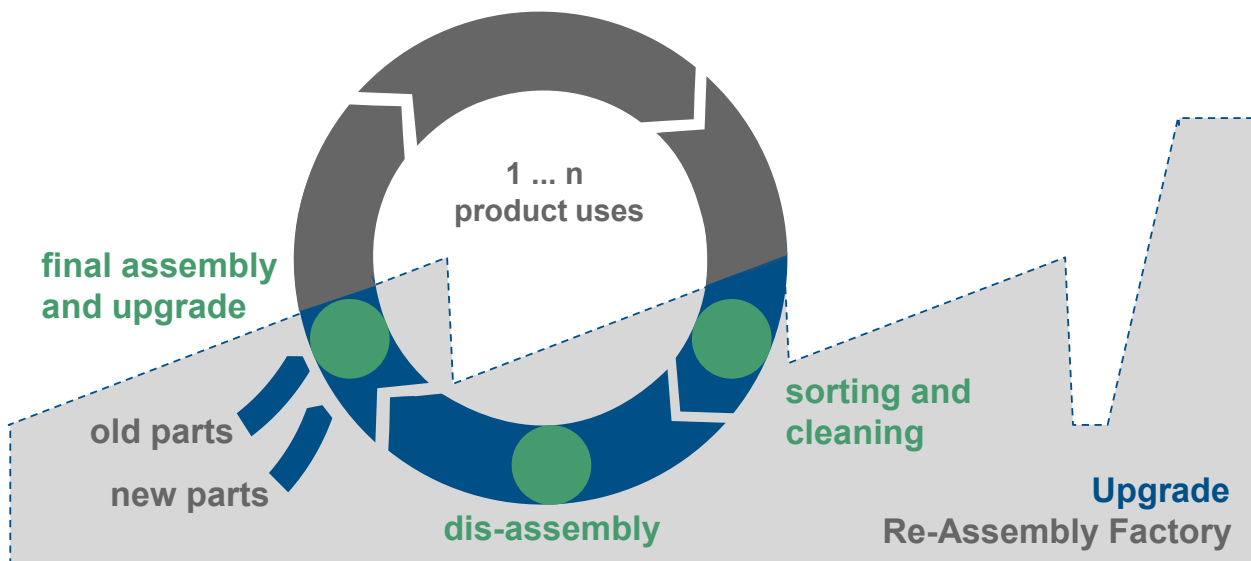 1 ... n
product uses
final assembly
and upgrade
old parts
new parts
dis-assembly
sorting and
cleaning
Upgrade
Re-Assembly Factory